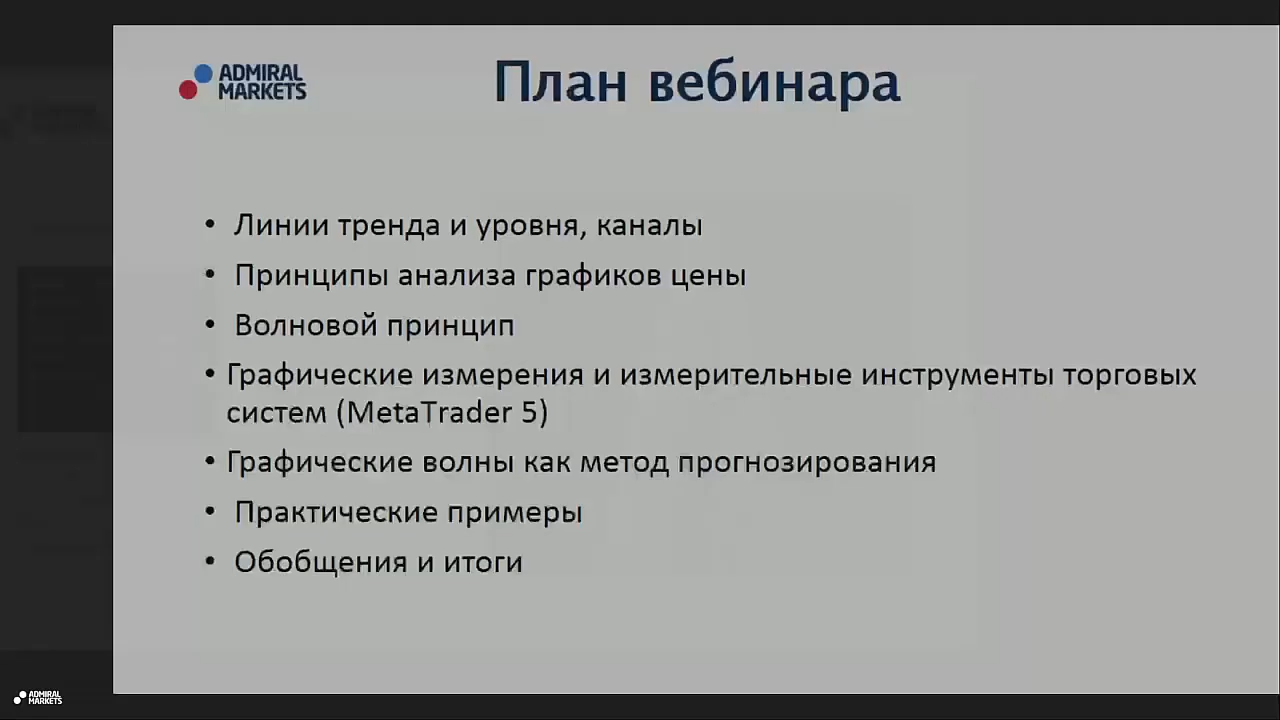 ADMIRAL
MARKETS
План вебинара
• Линии тренда и уровня, каналы
• Принципы анализа графиков цены
• Волновой принцип
• Графические измерения и измерительные инструменты торговых
систем (MetaTrader 5)
• Графические волны как метод прогнозирования
• Практические примеры
• Обобщения и итоги
ADMIRAL
MARKETS